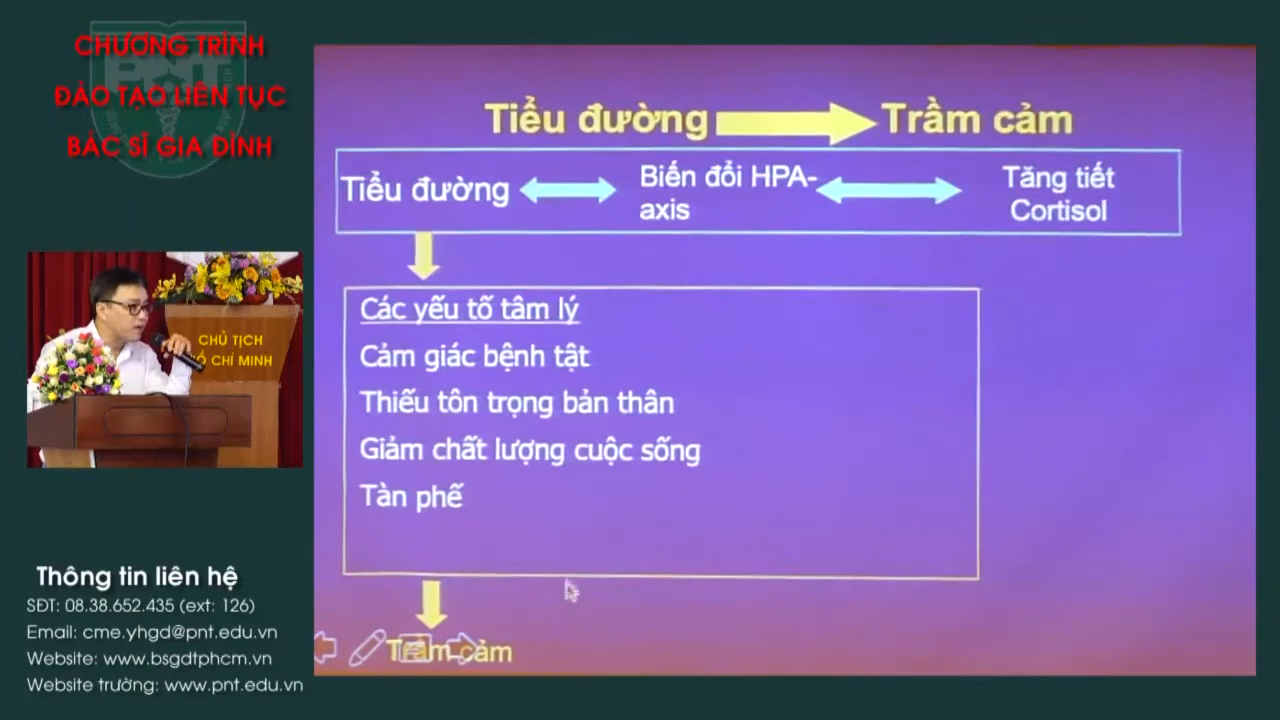 CHƯƠNG TRÌNH
ĐÀO TẠO LIÊN TỤC
BÁC SĨ GIA ĐÌNH
PNT
CHỦ TỊCH
HỒ CHÍ MINH
Thông tin liên hệ
SĐT: 08.38.652.435 (ext: 126)
Email: cme.yhgd@pnt.edu.vn
Website: www.bsgdtphcm.vn
Website trường: www.pnt.edu.vn
Tiểu đường Trầm cảm
Tiểu đường
Biến đổi HPA-
axis
Tăng tiết
Cortisol
Các yếu tố tâm lý
Cảm giác bệnh tật
Thiếu tôn trọng bản thân
Giảm chất lượng cuộc sống
Tàn phế
Trầm cảm